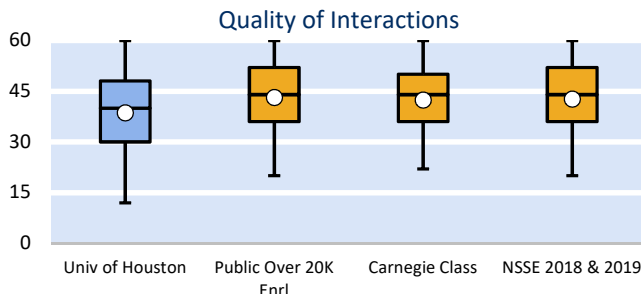 Quality of Interactions
60
45
30
15
0
Univ of Houston
Public Over 20K
Enrl
Carnegie Class
NSSE 2018 & 2019